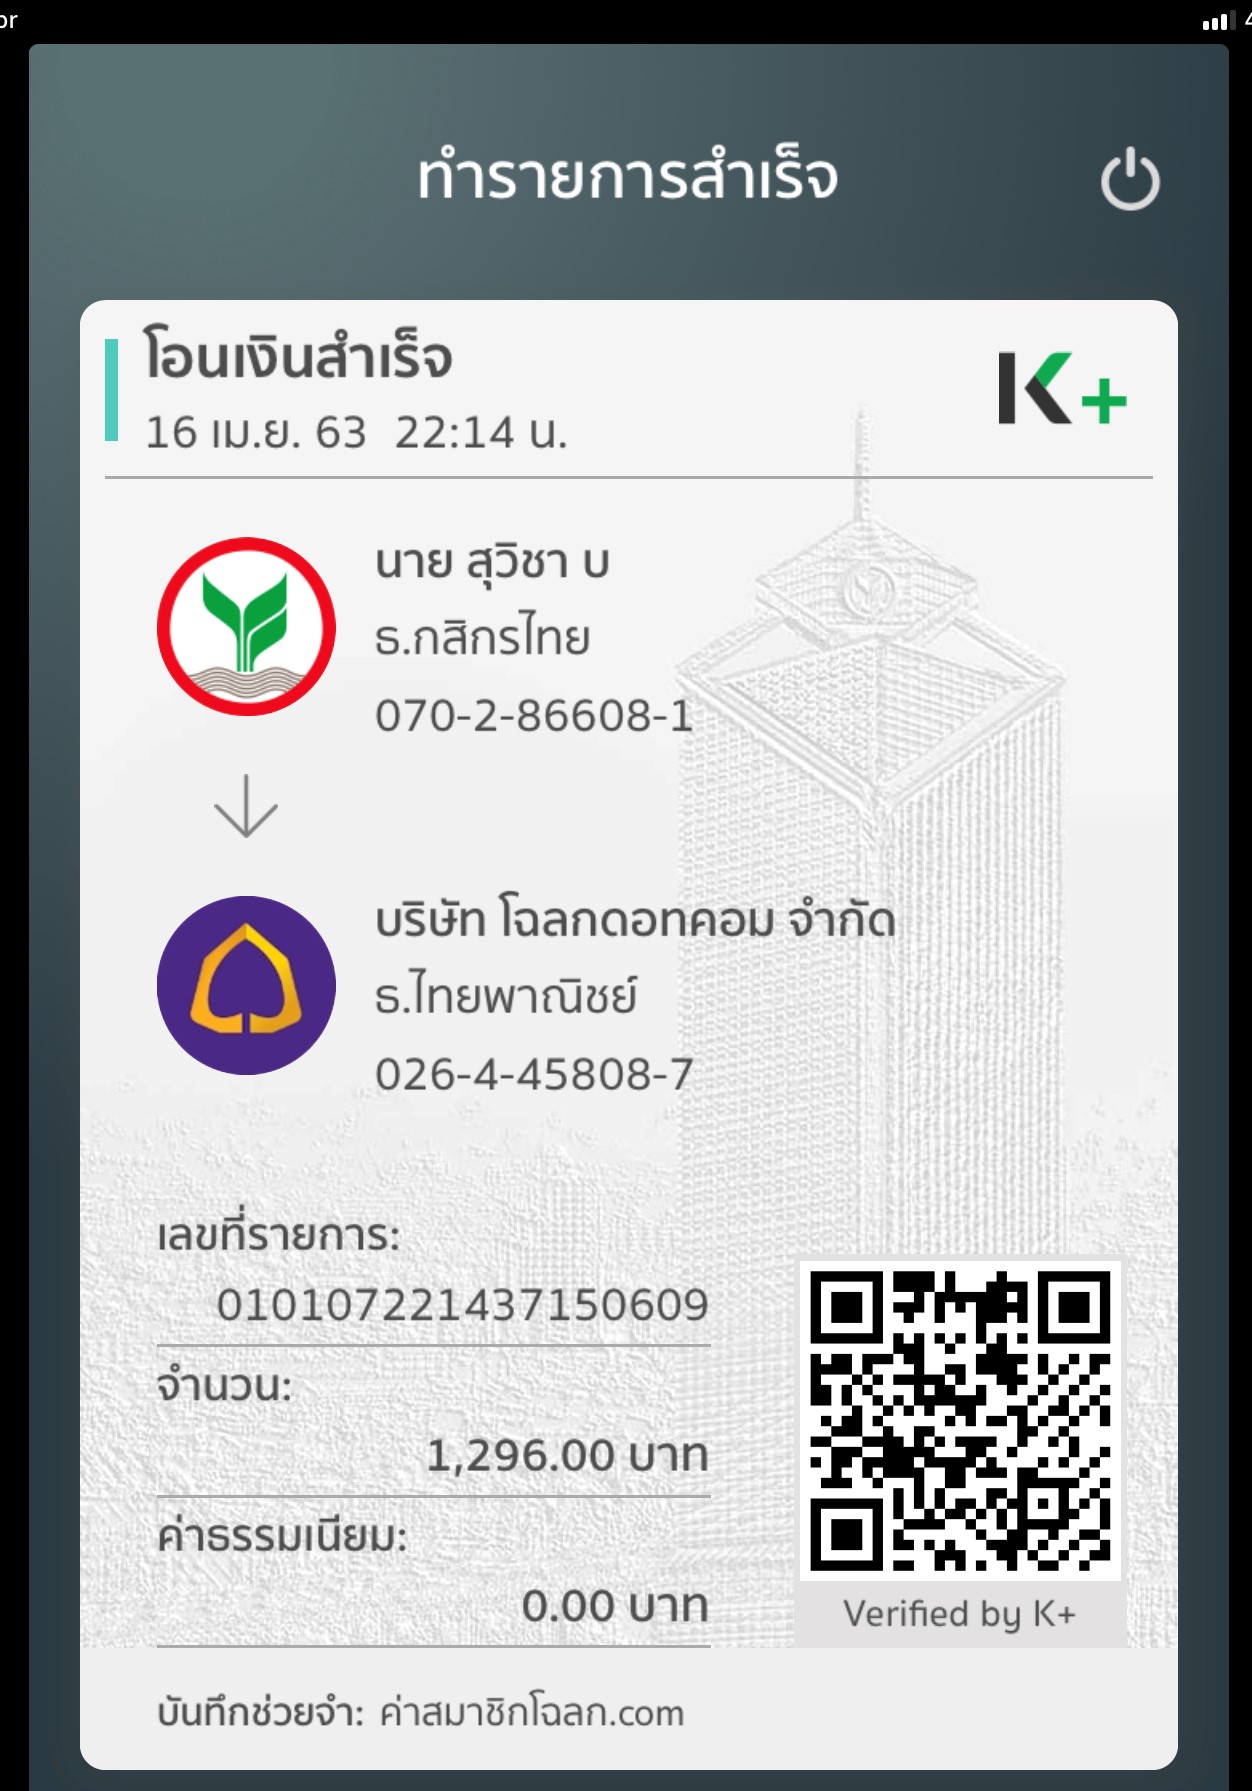 ทำรายการสำเร็จ
โอนเงินสำเร็จ
16 เม.ย. 63 22:14 น.
K+
นาย สุวิชา บ
ธ.กสิกรไทย
070-2-86608-1
บริษัท โฉลกดอทคอม จำกัด
ธ.ไทยพาณิชย์
026-4-45808-7
เลขที่รายการ:
010107221437150609
จำนวน:
1,296.00 บาท
ค่าธรรมเนียม:
0.00 บาท
Verified by K+
บันทึกช่วยจำ: ค่าสมาชิกโฉลก.com